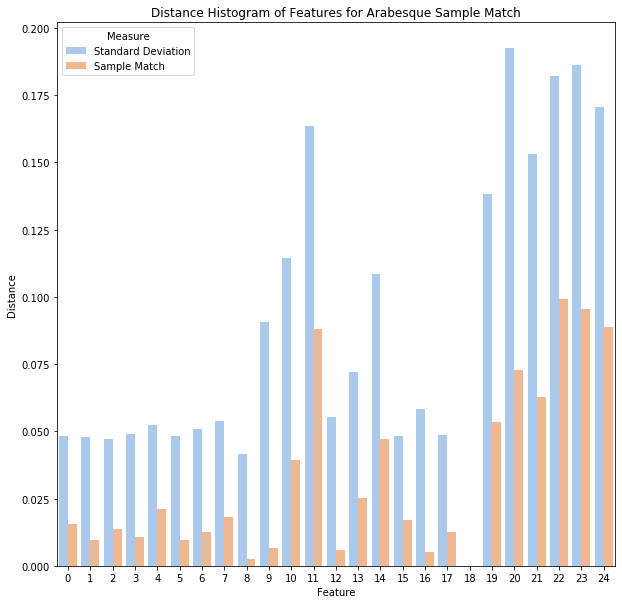 Distance Histogram of Features for Arabesque Sample Match
Measure
Standard Deviation
Sample Match
0.200
0.175
0.150
0.125
0.100
0.075
0.050
0.025
0.000
Distance
0 1 2 3 4 5 6 7 8 9 10 11 12 13 14 15 16 17 18 19 20 21 22 23 24
Feature